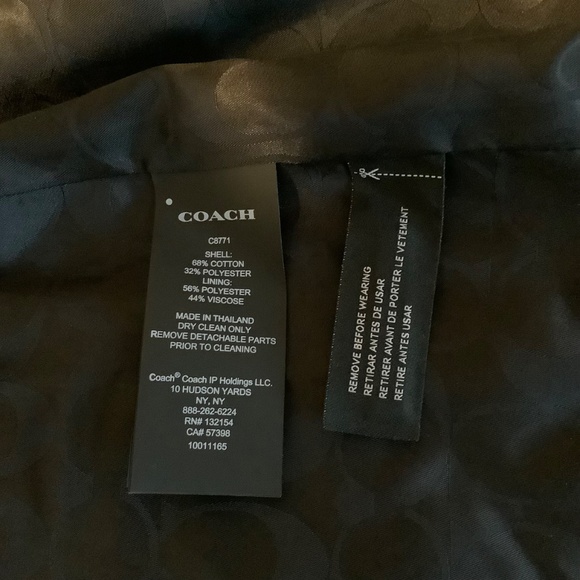 COACH
C8771
SHELL:
68% COTTON
32% POLYESTER
LINING:
56% POLYESTER
44% VISCOSE
MADE IN THAILAND
DRY CLEAN ONLY
REMOVE DETACHABLE PARTS
PRIOR TO CLEANING
Coach® Coach IP Holdings LLC.
10 HUDSON YARDS
NY, NY
888-262-6224
RN# 132154
CA# 57398
10011165
REMOVE BEFORE WEARING
RETIRAR ANTES DE USAR
RETIRER AVANT DE PORTER LE VETEMENT
RETIRE ANTES USAR